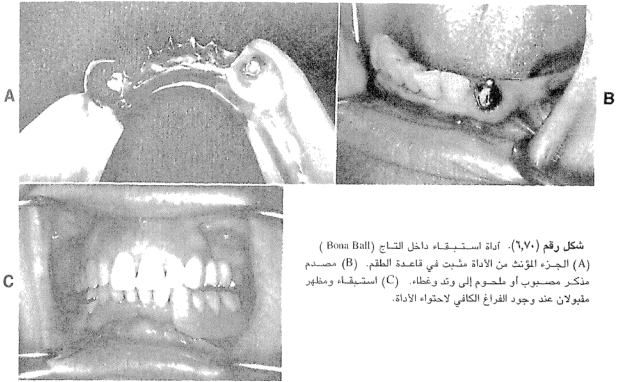 A
B
C
شكل رقم (٦,٧٠). أداة استبقاء داخل التاج (Bona Ball)
(A) الجزء المؤنث من الأداة مثبت في قاعدة الطقم. (B) مصدم
مذكر مصبوب أو ملحوم إلى وتد وغطاء. (C) استبقاء ومظهر
مقبولان عند وجود الفراغ الكافي لاحتواء الأداة.